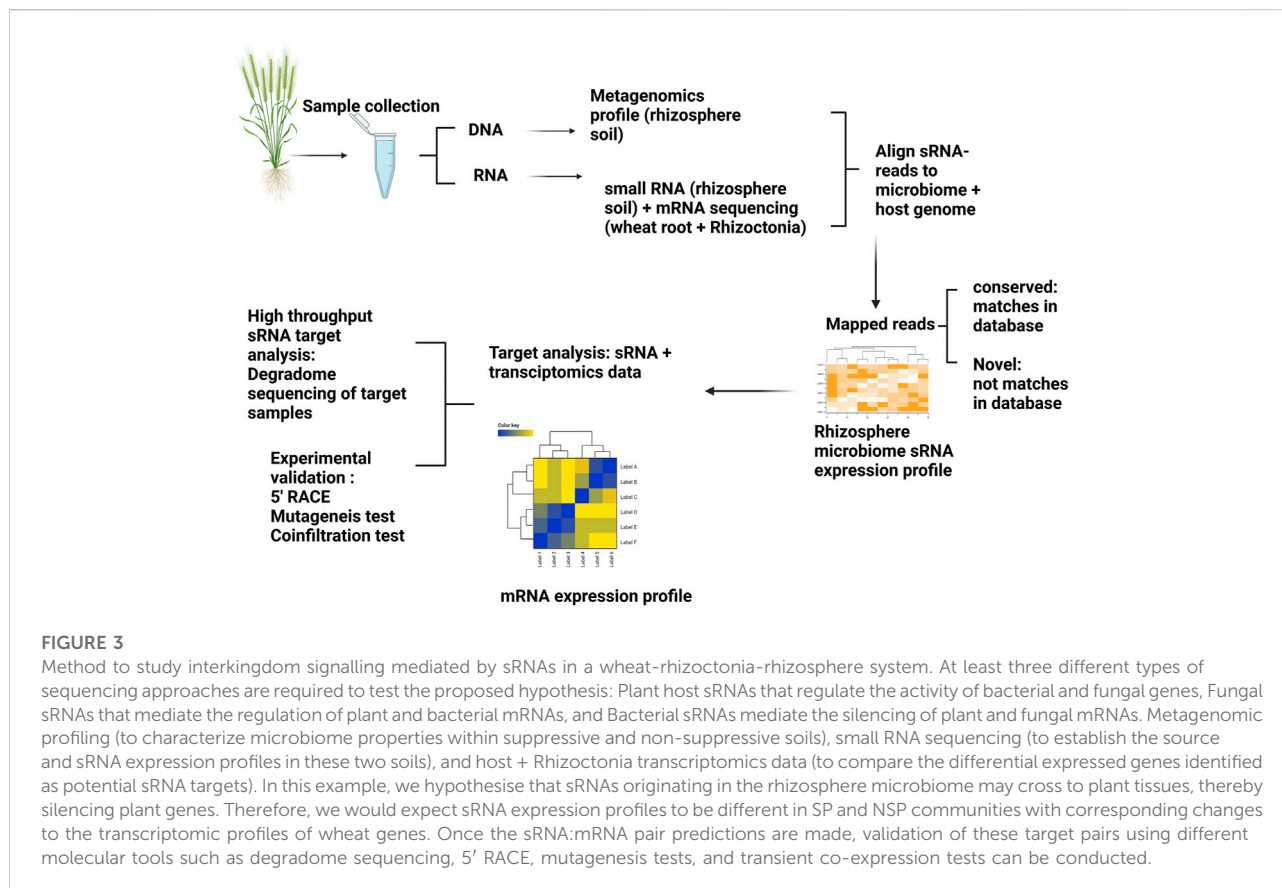 Sample collection
DNA
RNA
Metagenomics
profile (rhizosphere
soil)
small RNA (rhizosphere
soil) + mRNA sequencing
(wheat root + Rhizoctonia)
Align sRNA-
reads to
microbiome +
host genome
Mapped reads
conserved:
matches in
database
Novel:
not matches
in database
Rhizosphere
microbiome sRNA
expression profile
Target analysis: sRNA +
transciptomics data
Color key
Label A
Label B
Label C
Label D
Label E
Label F
Label 1
Label 2
Label 3
Label 4
Label 5
Label 6
mRNA expression profile
High throughput
sRNA target
analysis:
Degradome
sequencing of target
samples
Experimental
validation :
5' RACE
Mutageneis test
Coinfiltration test
FIGURE 3
Method to study interkingdom signalling mediated by sRNAs in a wheat-rhizoctonia-rhizosphere system. At least three different types of
sequencing approaches are required to test the proposed hypothesis: Plant host sRNAs that regulate the activity of bacterial and fungal genes, Fungal
sRNAs that mediate the regulation of plant and bacterial mRNAs, and Bacterial sRNAs mediate the silencing of plant and fungal mRNAs. Metagenomic
profiling (to characterize microbiome properties within suppressive and non-suppressive soils), small RNA sequencing (to establish the source
and sRNA expression profiles in these two soils), and host + Rhizoctonia transcriptomics data (to compare the differential expressed genes identified
as potential sRNA targets). In this example, we hypothesise that sRNAs originating in the rhizosphere microbiome may cross to plant tissues, thereby
silencing plant genes. Therefore, we would expect sRNA expression profiles to be different in SP and NSP communities with corresponding changes
to the transcriptomic profiles of wheat genes. Once the sRNA:mRNA pair predictions are made, validation of these target pairs using different
molecular tools such as degradome sequencing, 5′ RACE, mutagenesis tests, and transient co-expression tests can be conducted.